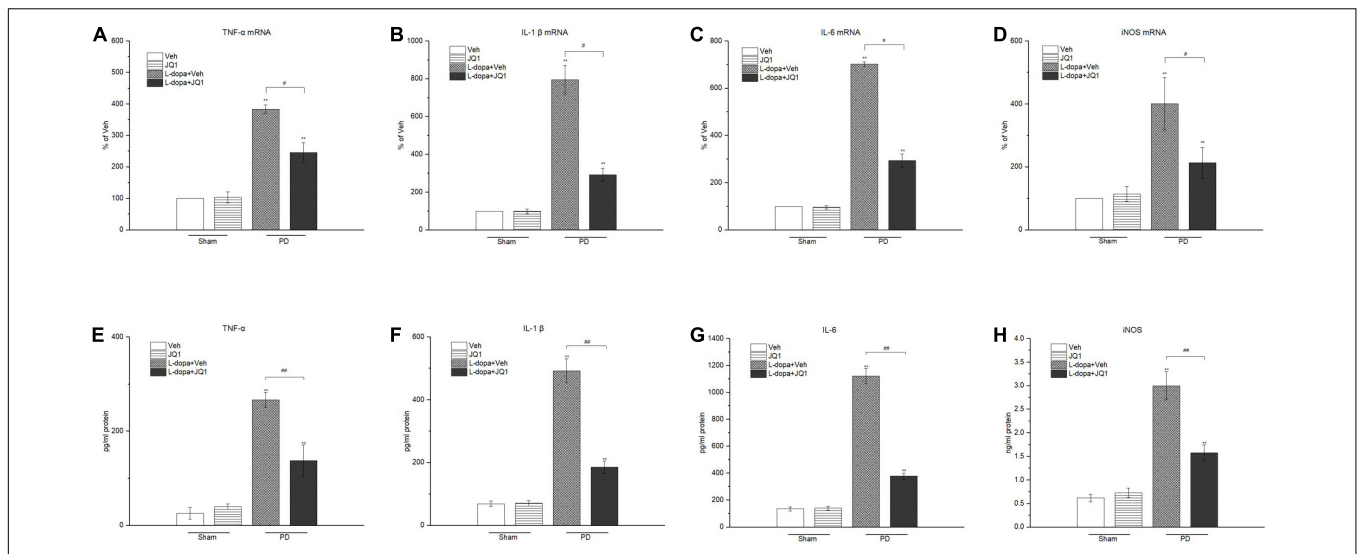 A
TNF-α mRNA
Veh
JQ1
L-dopa+Veh
L-dopa+JQ1
% of Veh
600
500
400
300
200
100
0
**
#
**
Sham
PD
B
IL-1 β mRNA
Veh
JQ1
L-dopa+Veh
L-dopa+JQ1
% of Veh
1000
800
600
400
200
0
**
#
**
Sham
PD
C
IL-6 mRNA
Veh
JQ1
L-dopa+Veh
L-dopa+JQ1
% of Veh
800
600
400
200
0
**
#
**
Sham
PD
D
iNOS mRNA
Veh
JQ1
L-dopa+Veh
L-dopa+JQ1
% of Veh
600
400
200
0
**
#
**
Sham
PD
E
TNF-α
Veh
JQ1
L-dopa+Veh
L-dopa+JQ1
pg/ml protein
400
200
0
**
##
**
Sham
PD
F
IL-1 β
Veh
JQ1
L-dopa+Veh
L-dopa+JQ1
pg/ml protein
600
400
200
0
**
##
**
Sham
PD
G
IL-6
Veh
JQ1
L-dopa+Veh
L-dopa+JQ1
pg/ml protein
1400
1200
1000
800
600
400
200
0
**
##
**
Sham
PD
H
iNOS
Veh
JQ1
L-dopa+Veh
L-dopa+JQ1
ng/ml protein
4.0
3.5
3.0
2.5
2.0
1.5
1.0
0.5
0.0
**
##
**
Sham
PD